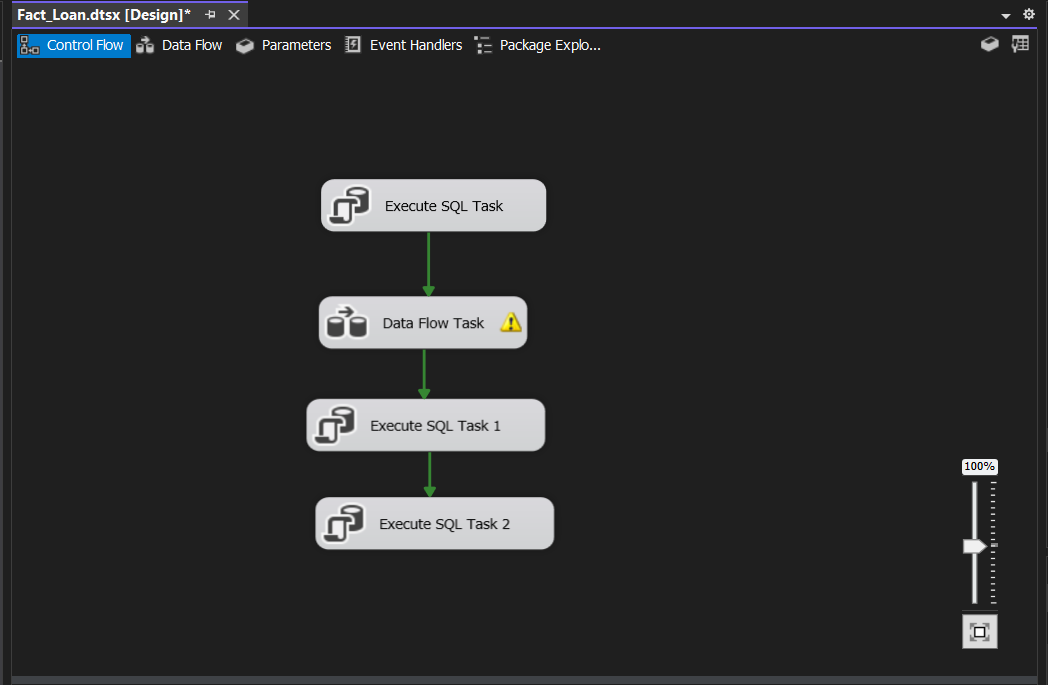 Fact_Loan.dtsx [Design]*
Control Flow Data Flow Parameters Event Handlers Package Explo...
Execute SQL Task
Data Flow Task
Execute SQL Task 1
100%
Execute SQL Task 2